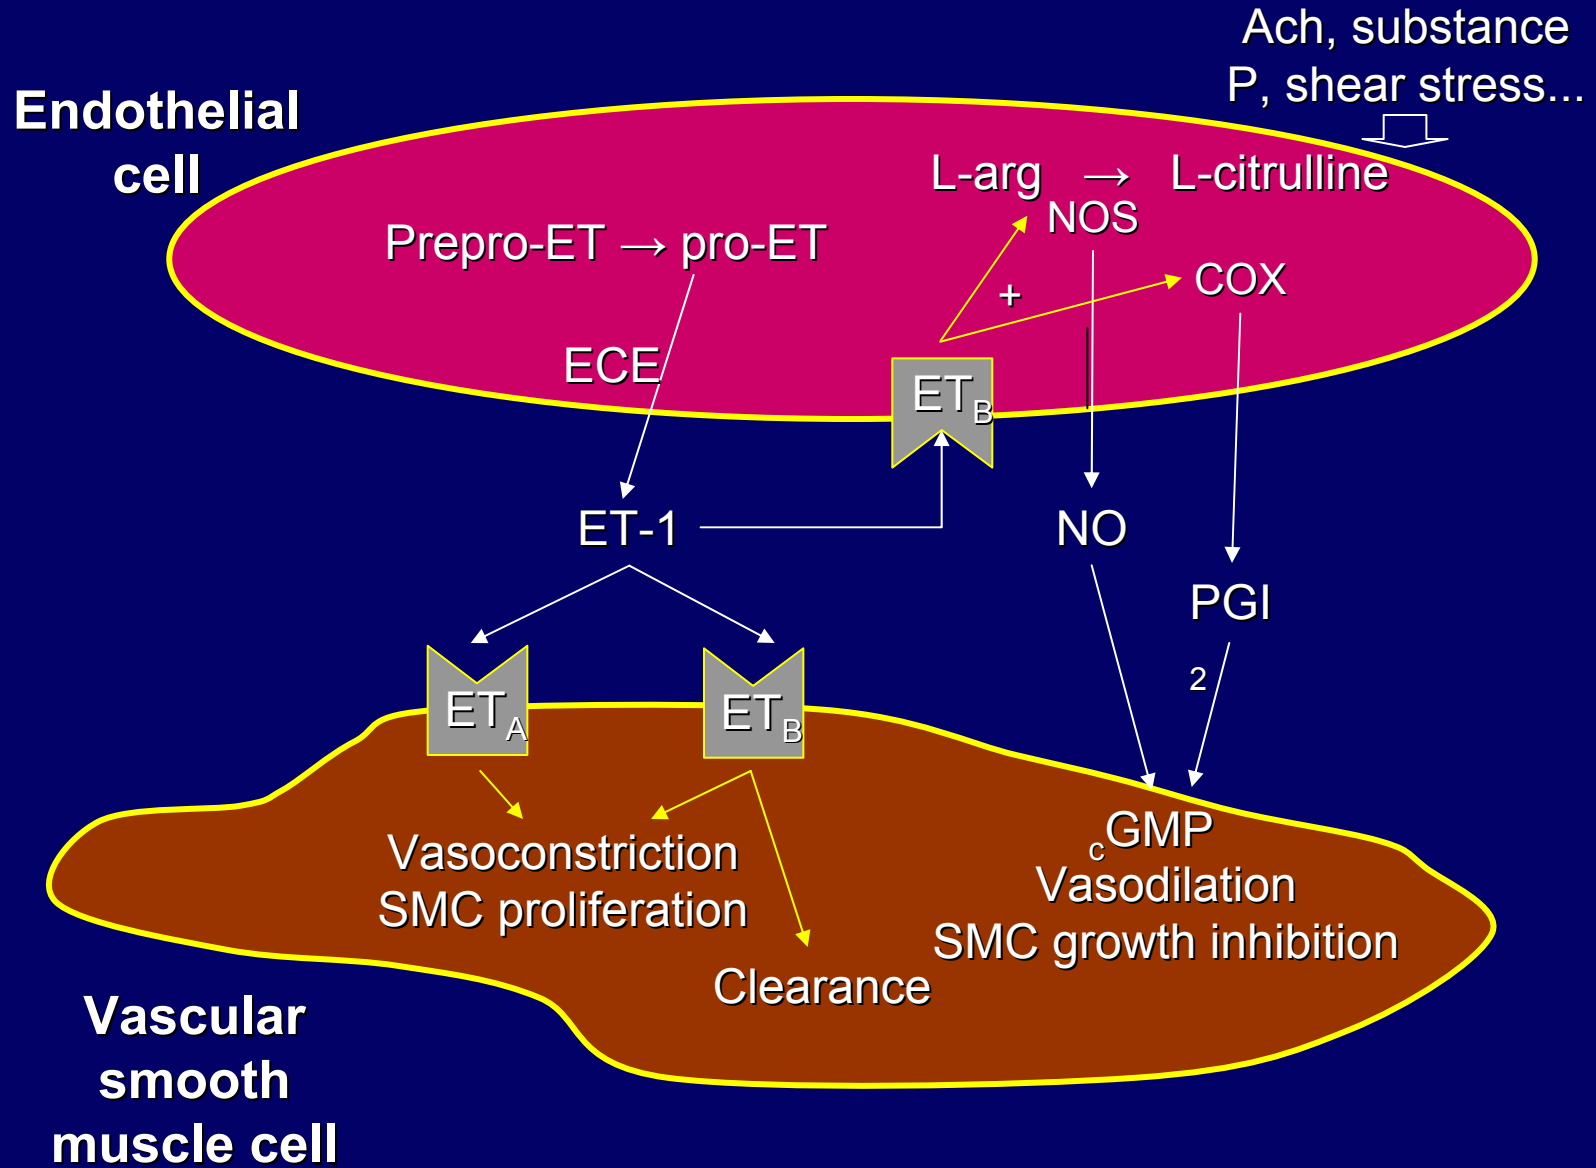 Ach, substance
P, shear stress...
Endothelial
cell
L-arg → L-citrulline
NOS
Prepro-ET → pro-ET
COX
+
ECE
ETB
ET-1
NO
PGI
2
ETA
ETB
cGMP
Vasoconstriction
SMC proliferation
Vasodilation
SMC growth inhibition
Clearance
Vascular
smooth
muscle cell